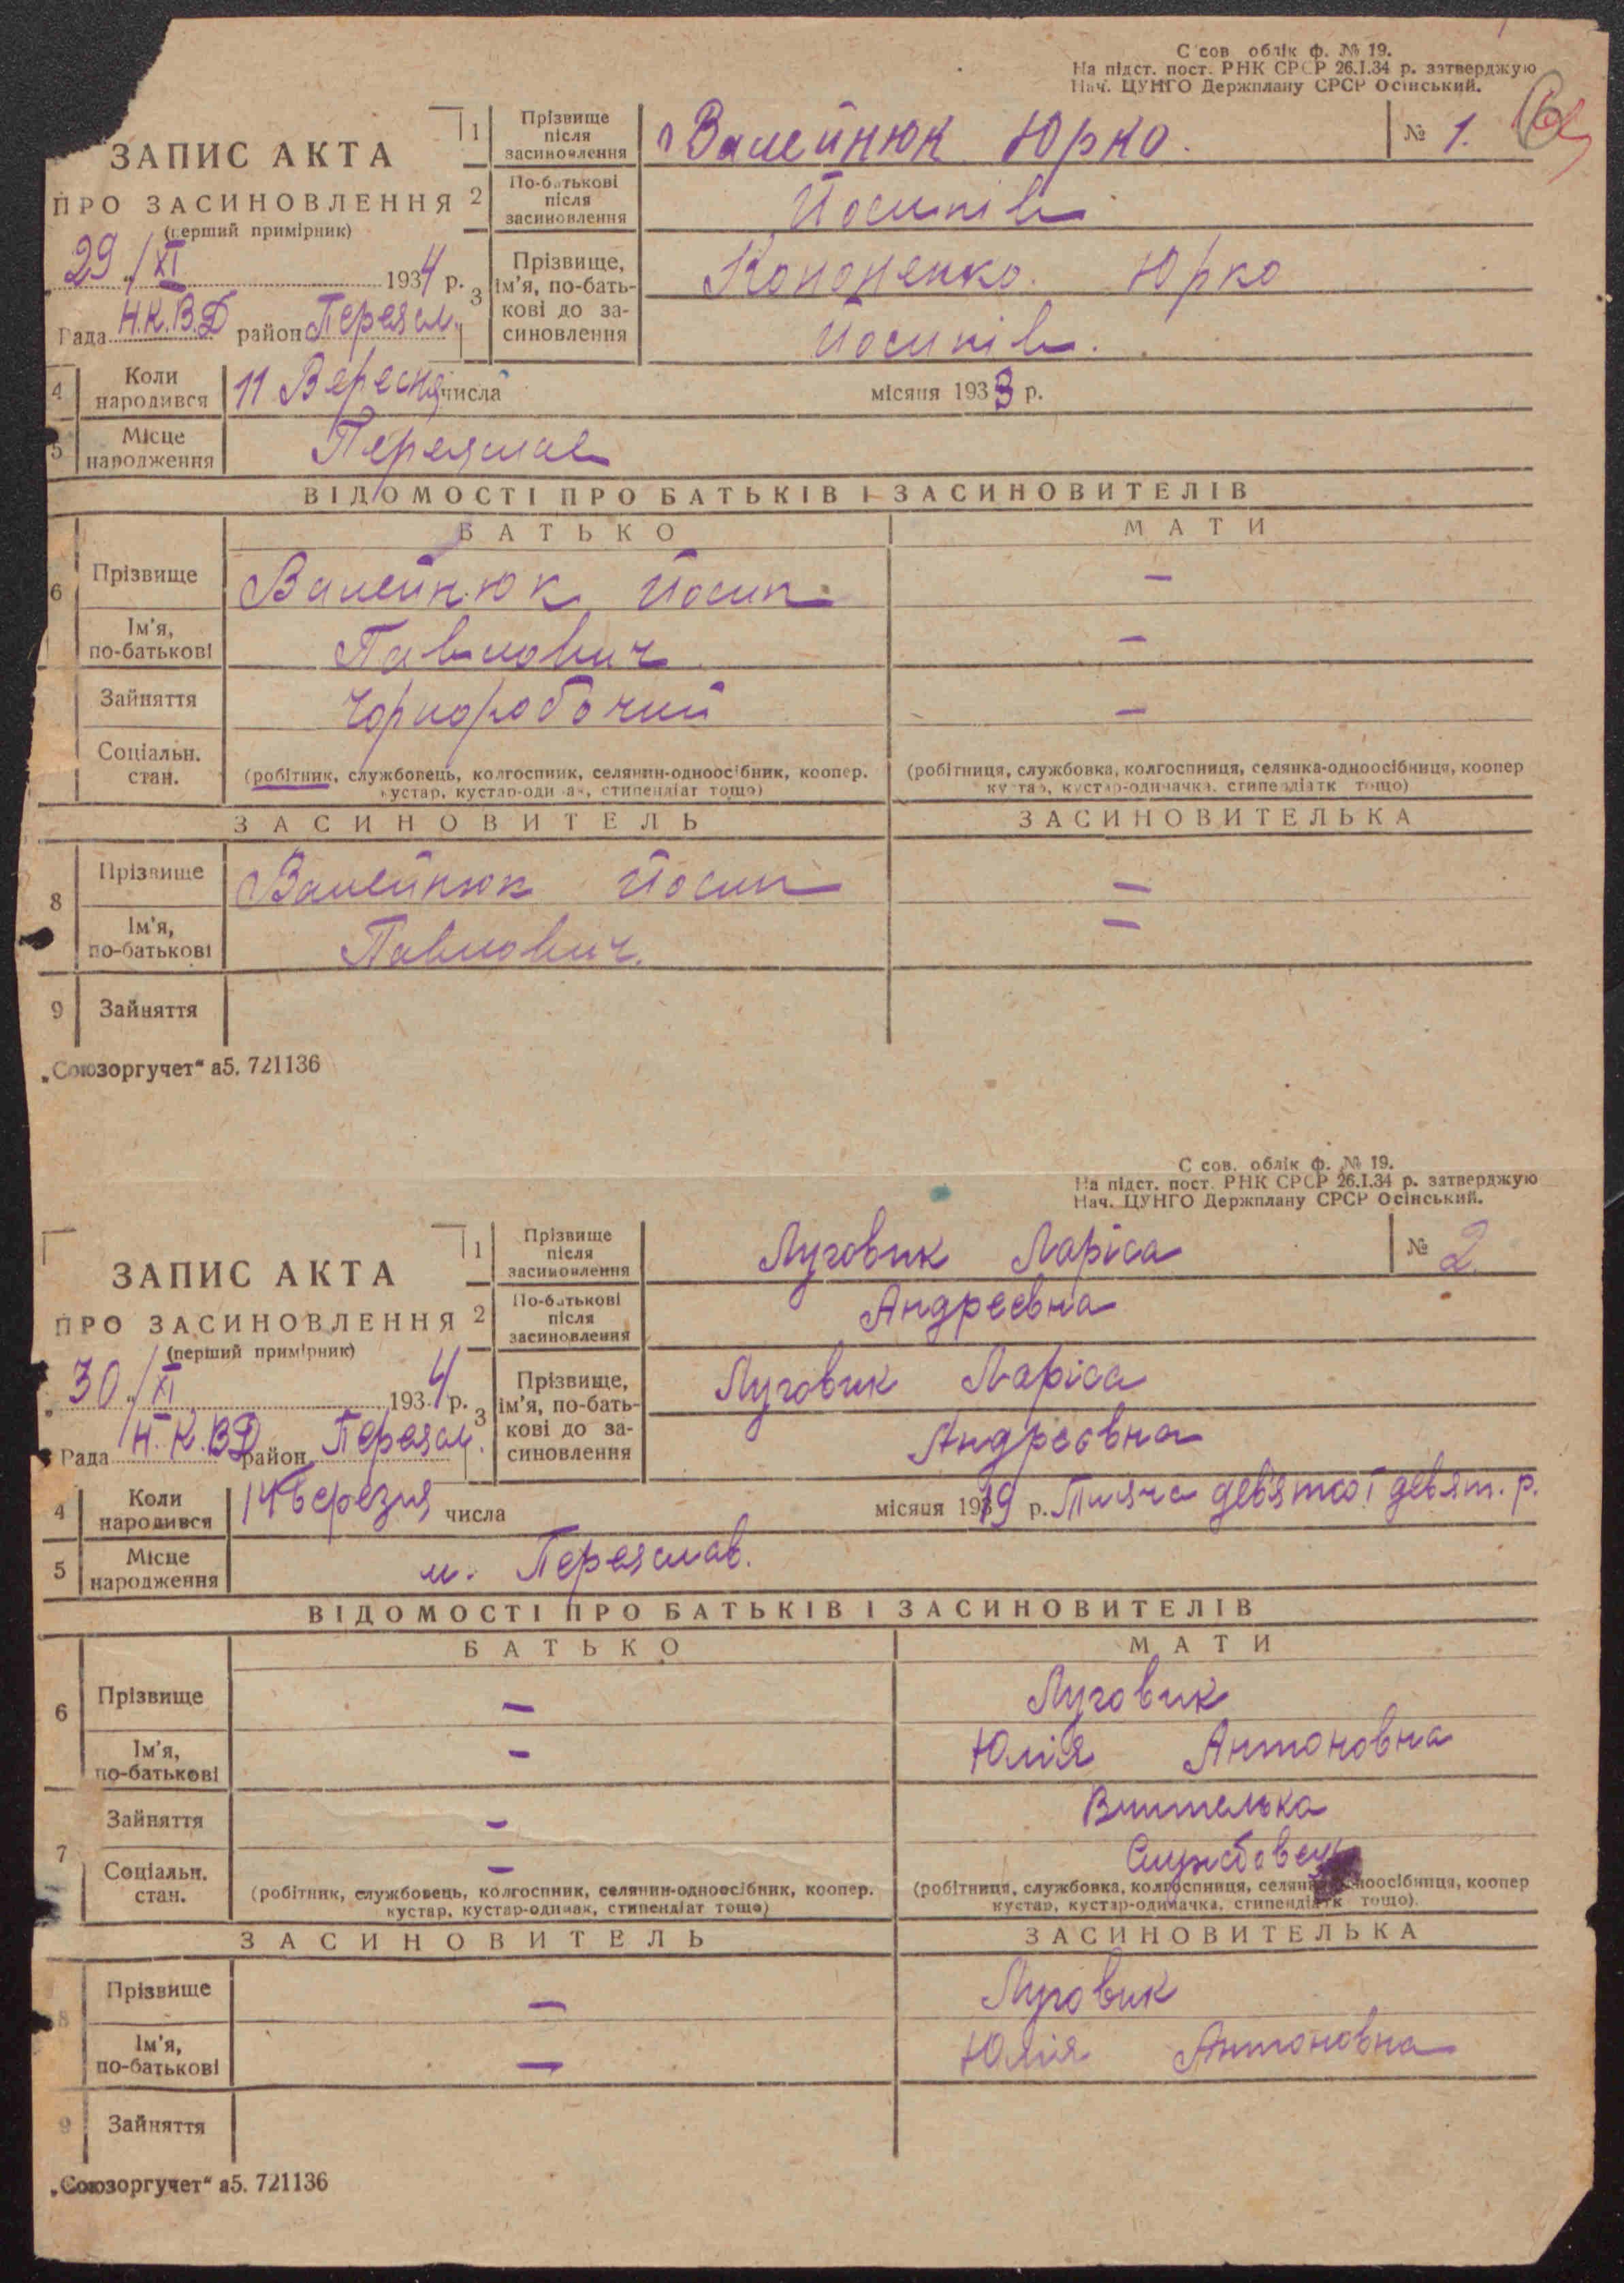 С сов. облік ф. № 19.
На підст. пост. РНК СРСР 26.I.34 р. затверджую
Нач. ЦУНГО Держплану СРСР Осінський.
ЗАПИС АКТА
ПРО ЗАСИНОВЛЕННЯ
(перший примірник)
29/XI 1934 р.
Рада Н.К.В.Д район Переясл.
1 Прізвище після засиновлення Валейнюк Юрко. № 1.
2 По-батькові після засиновлення Йосипів
3 Прізвище, ім'я, по-батькові до засиновлення Кононенко Юрко
Йосипів.
4 Коли народився 11 Вересня числа місяця 1933 р.
5 Місце народження Переяслав
ВІДОМОСТІ ПРО БАТЬКІВ І ЗАСИНОВИТЕЛІВ
БАТЬКО МАТИ
6 Прізвище Валейнюк Йосип —
Ім'я, по-батькові Павлович —
Зайняття Чорноробочий —
Соціальн. стан. (робітник, службовець, колгоспник, селянин-одноосібник, коопер. кустар, кустар-одинак, стипендіат тощо) (робітниця, службовка, колгоспниця, селянка-одноосібниця, коопер кустар, кустар-одиначка, стипендіатк тощо)
ЗАСИНОВИТЕЛЬ ЗАСИНОВИТЕЛЬКА
8 Прізвище Валейнюк Йосип —
Ім'я, по-батькові Павлович. —
9 Зайняття
„Союзоргучет“ а5. 721136
С сов. облік ф. № 19.
На підст. пост. РНК СРСР 26.I.34 р. затверджую
Нач. ЦУНГО Держплану СРСР Осінський.
ЗАПИС АКТА
ПРО ЗАСИНОВЛЕННЯ
(перший примірник)
30/XI 1934 р.
Рада Н.К.ВД район Переясл.
1 Прізвище після засиновлення Луговик Ларіса № 2
2 По-батькові після засиновлення Андреевна
3 Прізвище, ім'я, по-батькові до засиновлення Луговик Ларіса
Андреевна
4 Коли народився 14 березня числа місяця 1919 р. Тисяча девʼятсот девят. р.
5 Місце народження м. Переяслав.
ВІДОМОСТІ ПРО БАТЬКІВ І ЗАСИНОВИТЕЛІВ
БАТЬКО МАТИ
6 Прізвище — Луговик
Ім'я, по-батькові — Юлія Антоновна
7 Зайняття — Вчителька
Соціальн. стан. — Службовець
(робітник, службовець, колгоспник, селянин-одноосібник, коопер. кустар, кустар-одинак, стипендіат тощо) (робітниця, службовка, колгоспниця, одноосібниця, коопер кустар, кустар-одиначка, стипендіатк тощо).
ЗАСИНОВИТЕЛЬ ЗАСИНОВИТЕЛЬКА
8 Прізвище — Луговик
Ім'я, по-батькові — Юлія Антоновна
9 Зайняття
„Союзоргучет“ а5. 721136